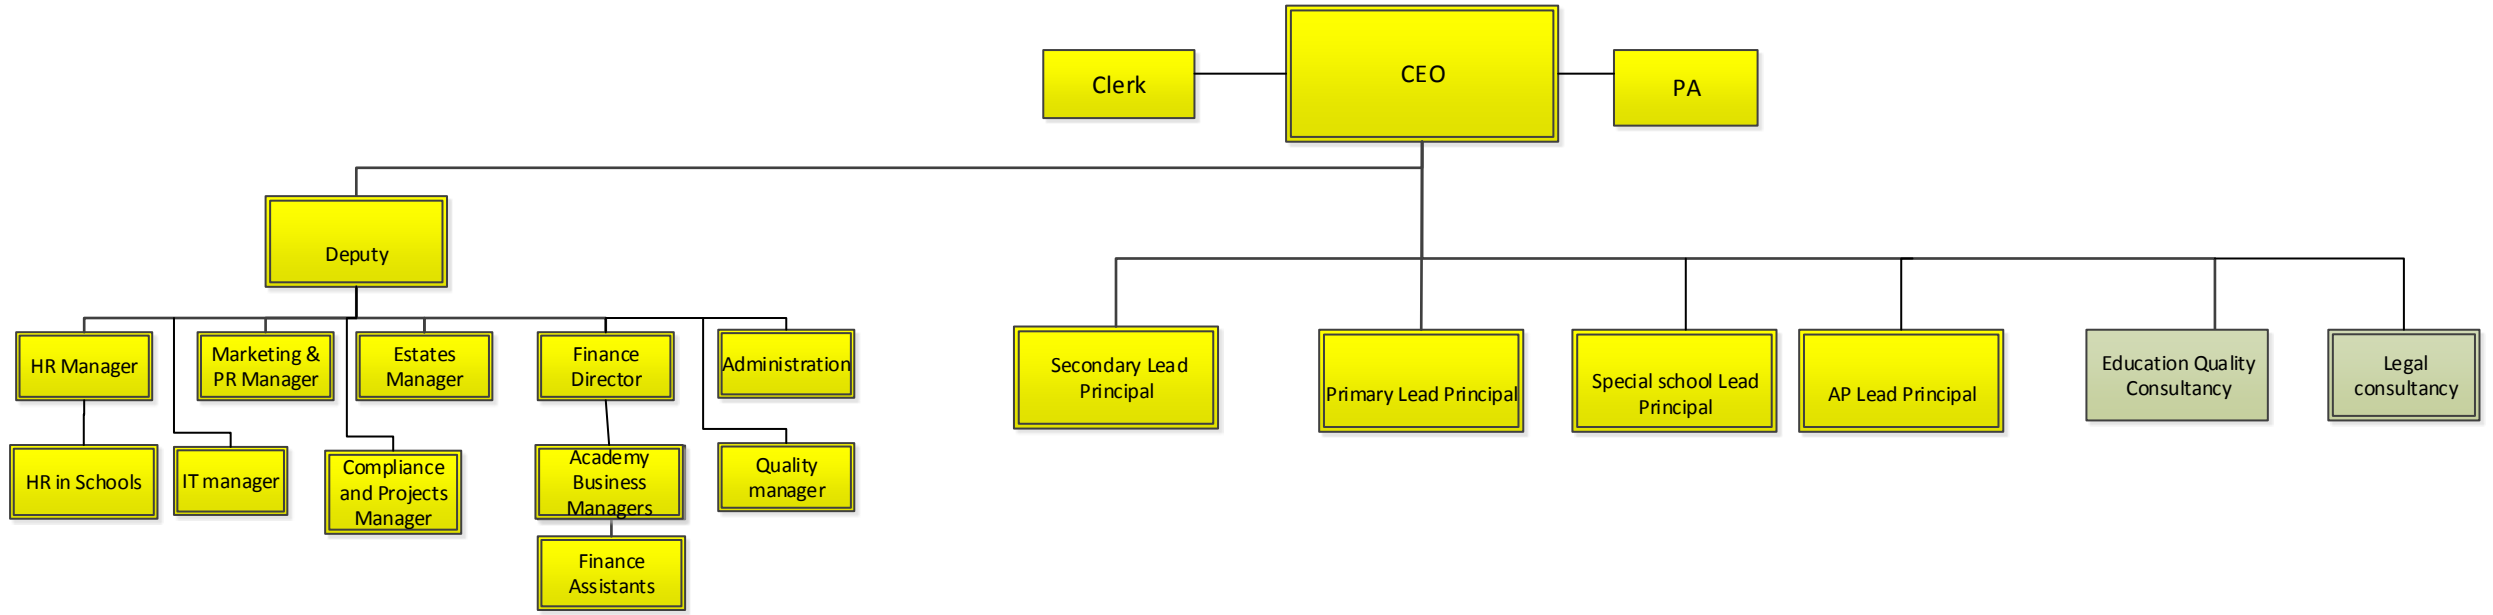 CEO
Clerk
PA
Deputy
HR Manager
Marketing &
PR Manager
Estates
Manager
Finance
Director
Administration
Secondary Lead
Principal
Primary Lead Principal
Special school Lead
Principal
AP Lead Principal
Education Quality
Consultancy
Legal
consultancy
HR in Schools
IT manager
Compliance
and Projects
Manager
Academy
Business
Managers
Quality
manager
Finance
Assistants